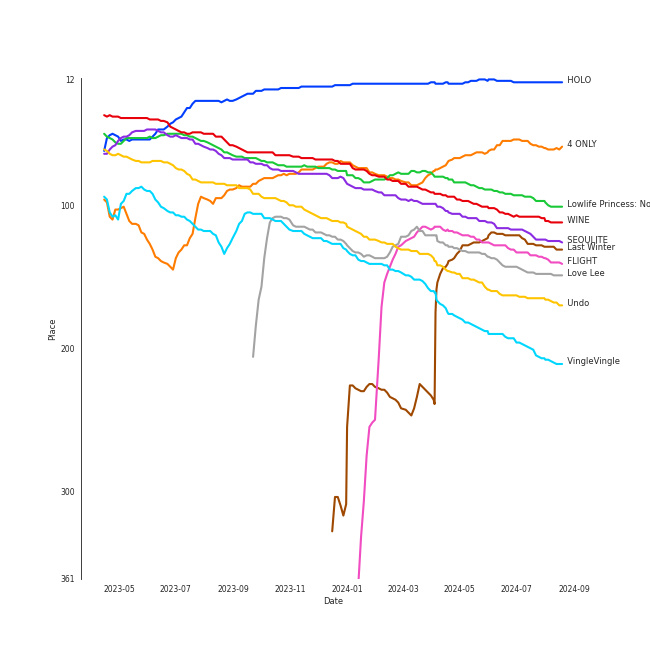 12
HOLO
4 ONLY
100
Lowlife Princess: No
WINE
SEOULITE
Last Winter
FLIGHT
Love Lee
Undo
Place
200
VingleVingle
300
361
2023-05
2023-07
2023-09
2023-11
2024-01
2024-03
2024-05
2024-07
2024-09
Date